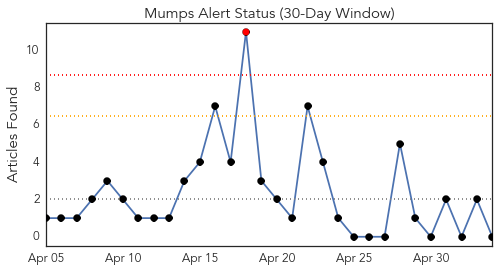 Mumps Alert Status (30-Day Window)
Articles Found
10
8
6
4
2
0
Apr 05
Apr 10
Apr 15
Apr 20
Apr 25
Apr 30